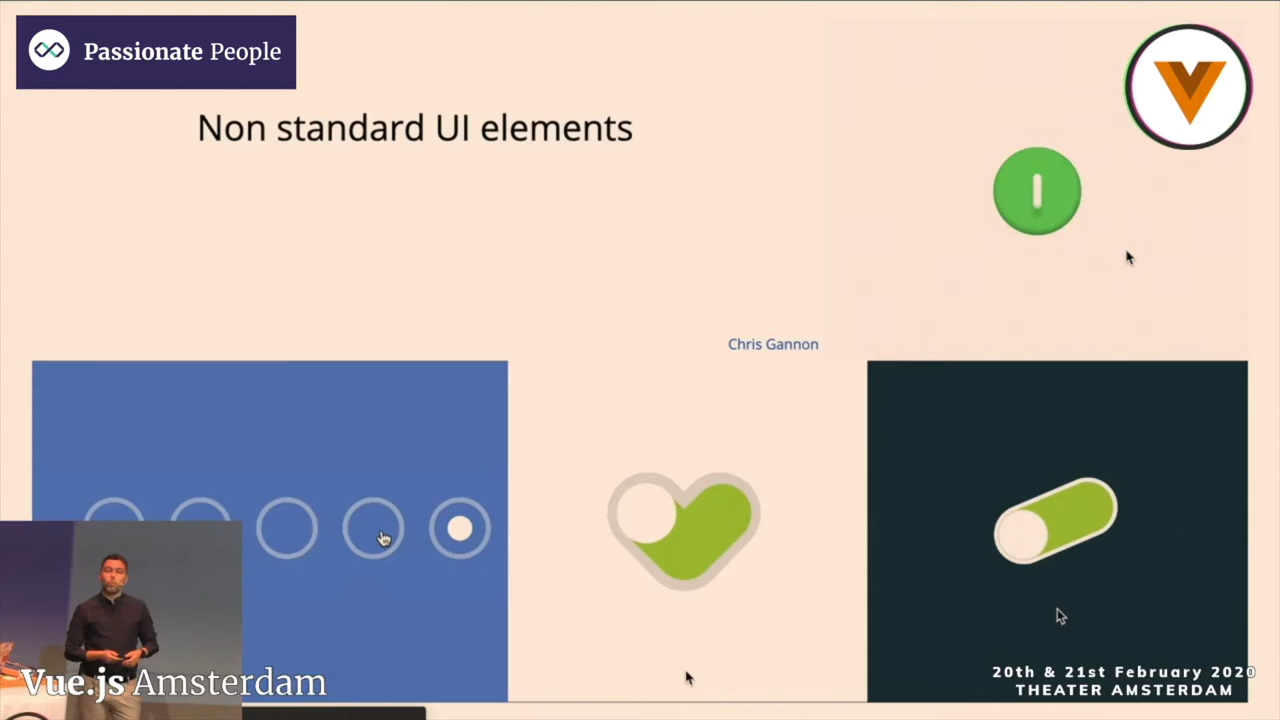 Passionate People
Non standard UI elements
Chris Gannon
Vue.js Amsterdam
20th & 21st February 2020
THEATER AMSTERDAM